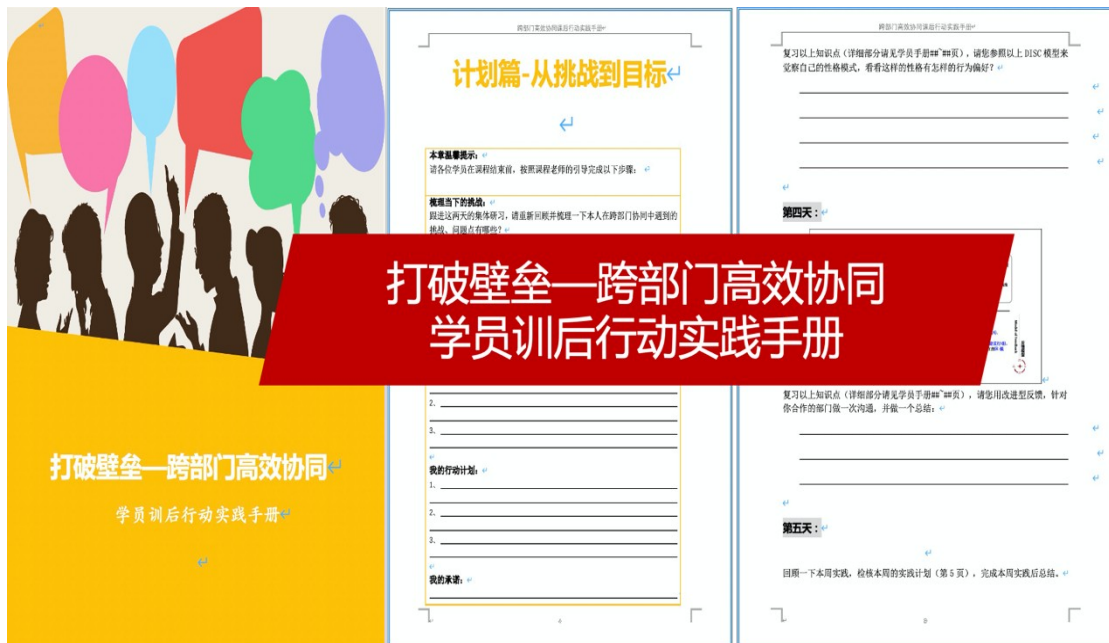 打破壁垒—跨部门高效协同
学员训后行动实践手册
跨部门高效协同课后行动实践手册
计划篇-从挑战到目标
本章温馨提示:
请各位学员在课程结束前,按照课程老师的引导完成以下步骤:
梳理当下的挑战:
跟进这两天的集体研习,请重新回顾并梳理一下本人在跨部门协同中遇到的
挑战、问题点有哪些?
2.
3.
我的行动计划:
1.
2.
3.
我的承诺:
打破壁垒—跨部门高效协同
学员训后行动实践手册
跨部门高效协同课后行动实践手册
复习以上知识点(详细部分请见学员手册##~##页),请您参照以上 DISC 模型来
觉察自己的性格模式,看看这样的性格有怎样的行为偏好?
第四天:
复习以上知识点(详细部分请见学员手册##~##页),请您用改进型反馈,针对
你合作的部门做一次沟通,并做一个总结:
第五天:
回顾一下本周实践,检核本周的实践计划(第 5 页),完成本周实践后总结。